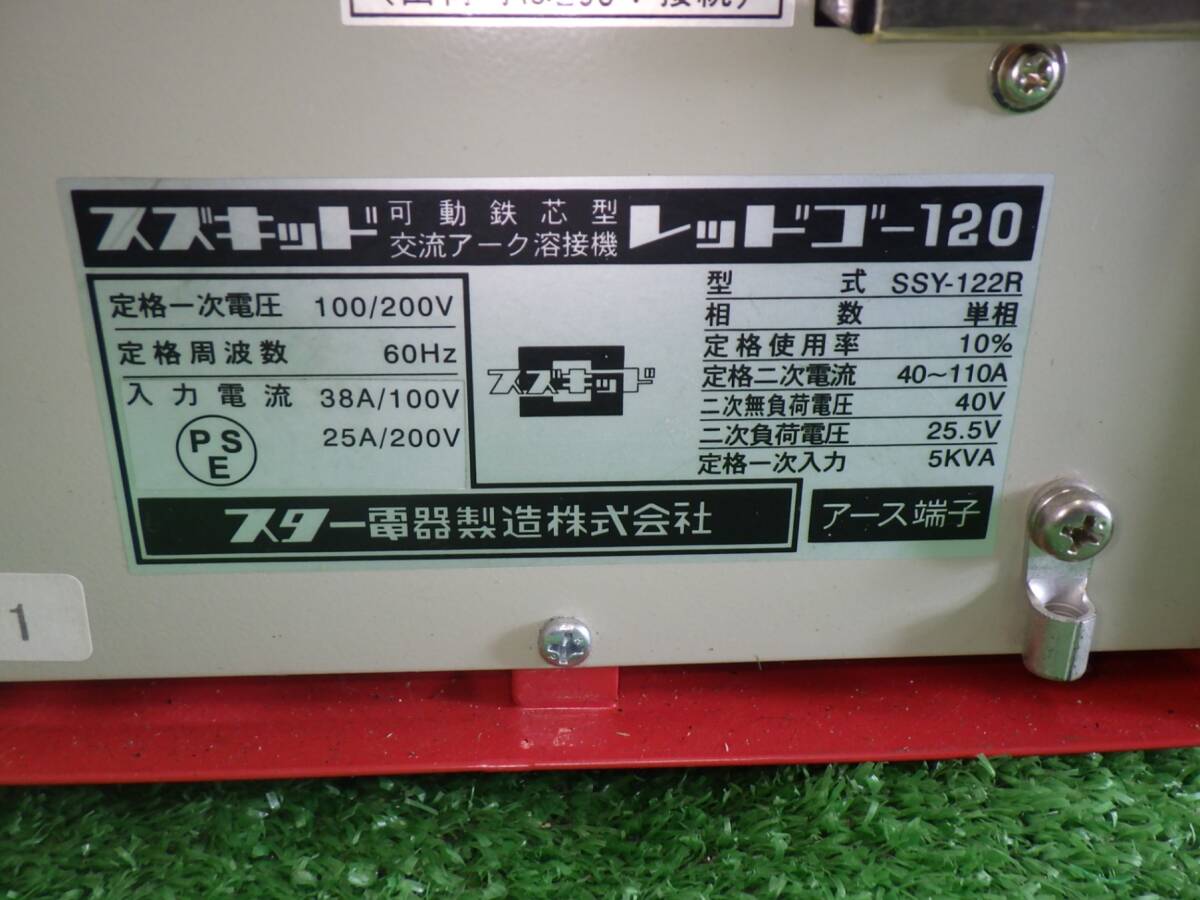 スズキッド 可動鉄芯型 交流アーク溶接機 レッドゴー120
定格一次電圧 100/200V
定格周波数 60Hz
入力電流 38A/100V
25A/200V
PSE
スズキッド
型式 SSY-122R
相数 単相
定格使用率 10%
定格二次電流 40~110A
二次無負荷電圧 40V
二次負荷電圧 25.5V
定格一次入力 5KVA
スター電器製造株式会社
アース端子
1